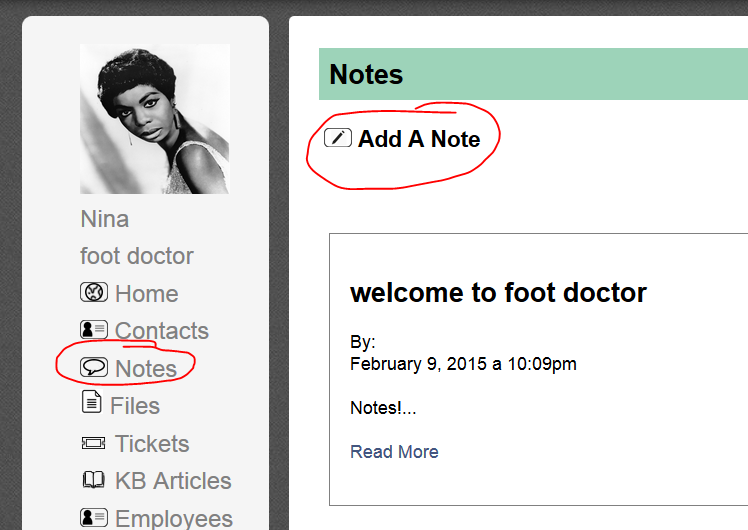 Nina
foot doctor
Home
Contacts
Notes
Files
Tickets
KB Articles
Employees
Notes
Add A Note
welcome to foot doctor
By:
February 9, 2015 a 10:09pm
Notes!...
Read More